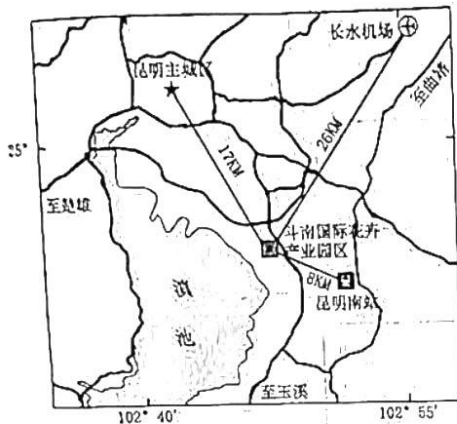 长水机场
昆明主城区
至曲靖
25°
17KM
26KM
至楚雄
斗南国际花卉
产业园区
8KM
昆明南站
滇
池
至玉溪
102° 40′
102° 55′